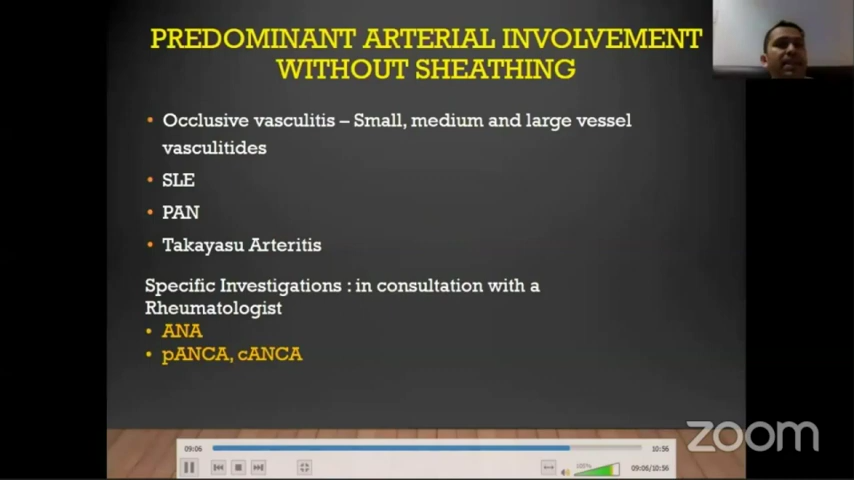 PREDOMINANT ARTERIAL INVOLVEMENT
WITHOUT SHEATHING
• Occlusive vasculitis – Small, medium and large vessel
vasculitides
• SLE
• PAN
• Takayasu Arteritis
Specific Investigations : in consultation with a
Rheumatologist
• ANA
• pANCA, cANCA
zoom
09:06
10:56
100%
09:06/10:56